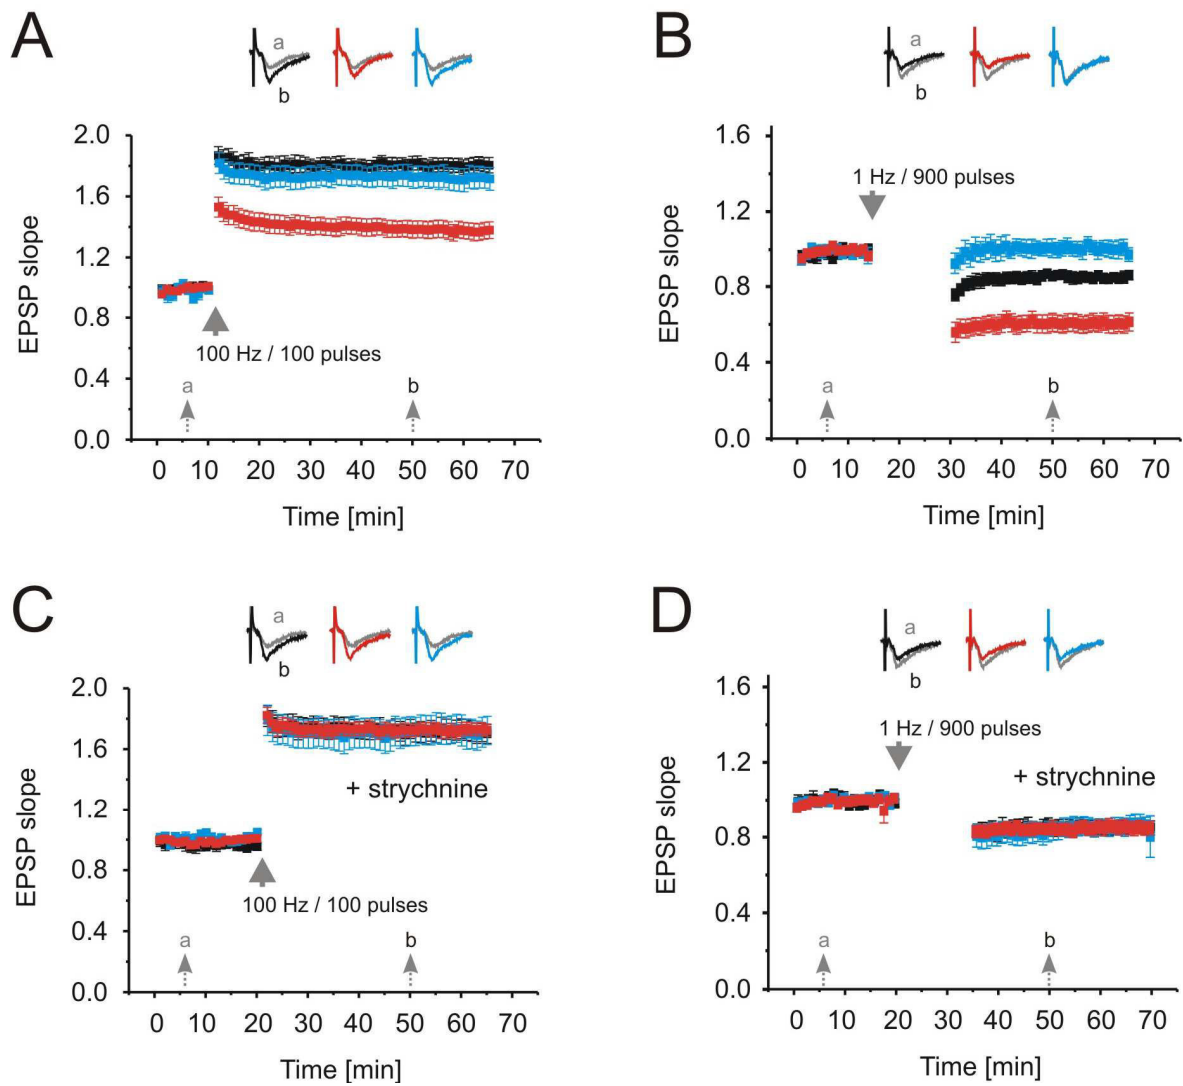 A
a
b
2.0
1.6
1.2
0.8
0.4
0.0
EPSP slope
100 Hz / 100 pulses
a
b
0 10 20 30 40 50 60 70
Time [min]
B
a
b
1.6
1.2
0.8
0.4
0.0
EPSP slope
1 Hz / 900 pulses
a
b
0 10 20 30 40 50 60 70
Time [min]
C
a
b
2.0
1.6
1.2
0.8
0.4
0.0
EPSP slope
+ strychnine
100 Hz / 100 pulses
a
b
0 10 20 30 40 50 60 70
Time [min]
D
a
b
1.6
1.2
0.8
0.4
0.0
EPSP slope
1 Hz / 900 pulses
+ strychnine
a
b
0 10 20 30 40 50 60 70
Time [min]